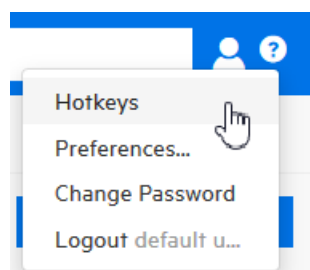 ?
Hotkeys
Preferences...
Change Password
Logout default u...